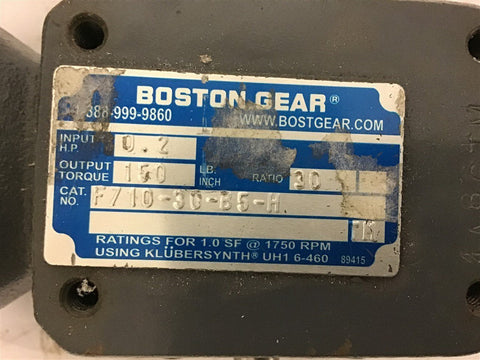 BOSTON GEAR®
888-999-9860 WWW.BOSTGEAR.COM
INPUT H.P. 0.2
OUTPUT TORQUE 150 LB. INCH RATIO 30
CAT. NO. F710-30-B5-H
RATINGS FOR 1.0 SF @ 1750 RPM
USING KLÜBERSYNTH® UH1 6-460 89415